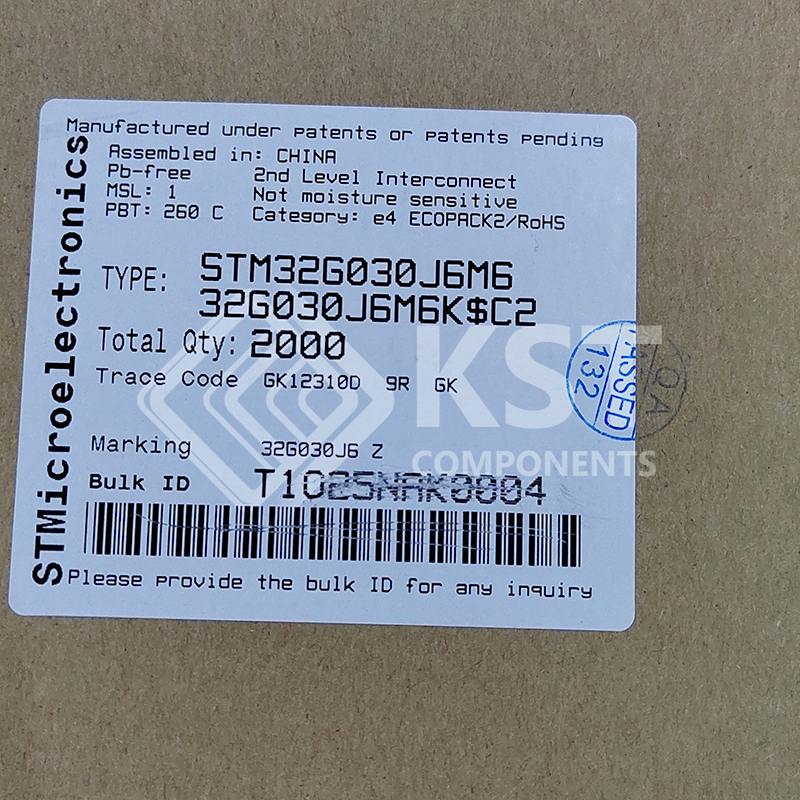 Manufactured under patents or patents pending
Assembled in: CHINA
Pb-free 2nd Level Interconnect
MSL: 1 Not moisture sensitive
PBT: 260 C Category: e4 ECOPACK2/RoHS
TYPE: STM32G030J6M6
32G030J6M6K$C2
Total Qty: 2000
Trace Code GK12310D 9R GK
Marking 32G030J6 Z
Bulk ID T1025NAK0004
Please provide the bulk ID for any inquiry
STMicroelectronics
KST
COMPONENTS
QA
PASSED
132